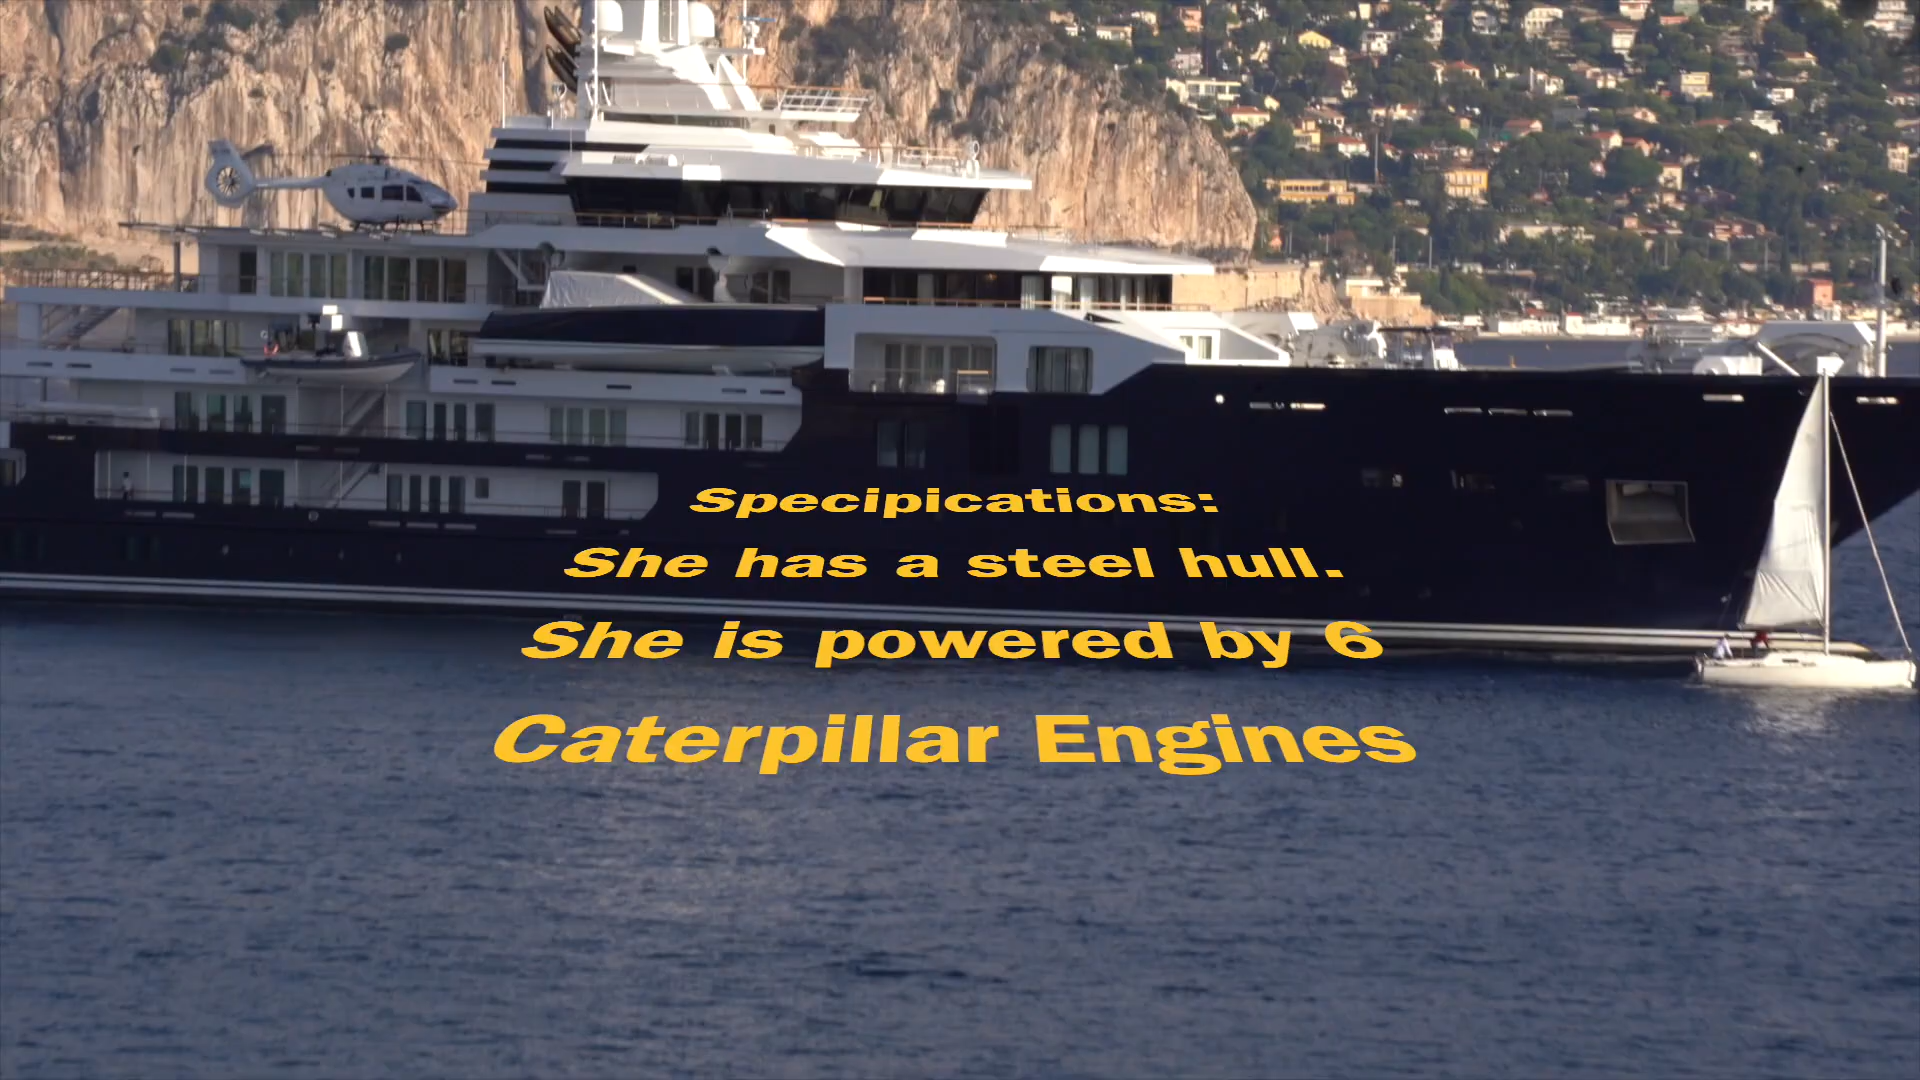 Specipications:
She has a steel hull.
She is powered by 6
Caterpillar Engines